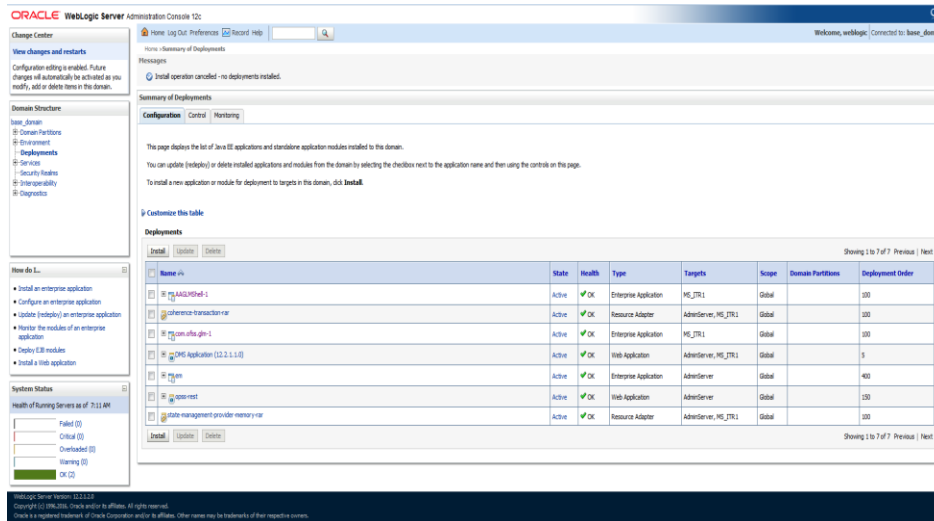 ORACLE WebLogic Server Administration Console 12c
Change Center
View changes and restarts
Configuration editing is enabled. Future
changes will automatically be activated as you
modify, add or delete items in this domain.
Domain Structure
base_domain
Domain Partitions
Environment
Deployments
Services
Security Realms
Interoperability
Diagnostics
How do I...
Install an enterprise application
Configure an enterprise application
Update (redeploy) an enterprise application
Monitor the modules of an enterprise
application
Deploy EJB modules
Install a Web application
System Status
Health of Running Servers as of 7:11 AM
Failed (0)
Critical (0)
Overloaded (0)
Warning (0)
OK (2)
Home Log Out Preferences Record Help
Welcome, weblogic Connected to: base_dom
Home >Summary of Deployments
Messages
Install operation cancelled - no deployments installed.
Summary of Deployments
Configuration Control Monitoring
This page displays the list of Java EE applications and standalone application modules installed to this domain.
You can update (redeploy) or delete installed applications and modules from the domain by selecting the checkbox next to the application name and then using the controls on this page.
To install a new application or module for deployment to targets in this domain, click Install.
Customize this table
Deployments
Install Update Delete Showing 1 to 7 of 7 Previous | Next
Name State Health Type Targets Scope Domain Partitions Deployment Order
AAGLMShell-1 Active OK Enterprise Application MS_ITR1 Global 100
coherence-transaction-rar Active OK Resource Adapter AdminServer, MS_ITR1 Global 100
com.ofss.glm-1 Active OK Enterprise Application MS_ITR1 Global 100
DMS Application (12.2.1.1.0) Active OK Web Application AdminServer, MS_ITR1 Global 5
em Active OK Enterprise Application AdminServer Global 400
opss-rest Active OK Web Application AdminServer Global 150
state-management-provider-memory-rar Active OK Resource Adapter AdminServer, MS_ITR1 Global 100
Install Update Delete Showing 1 to 7 of 7 Previous | Next
WebLogic Server Version: 12.2.1.2.0
Copyright (c) 1996,2016, Oracle and/or its affiliates. All rights reserved.
Oracle is a registered trademark of Oracle Corporation and/or its affiliates. Other names may be trademarks of their respective owners.